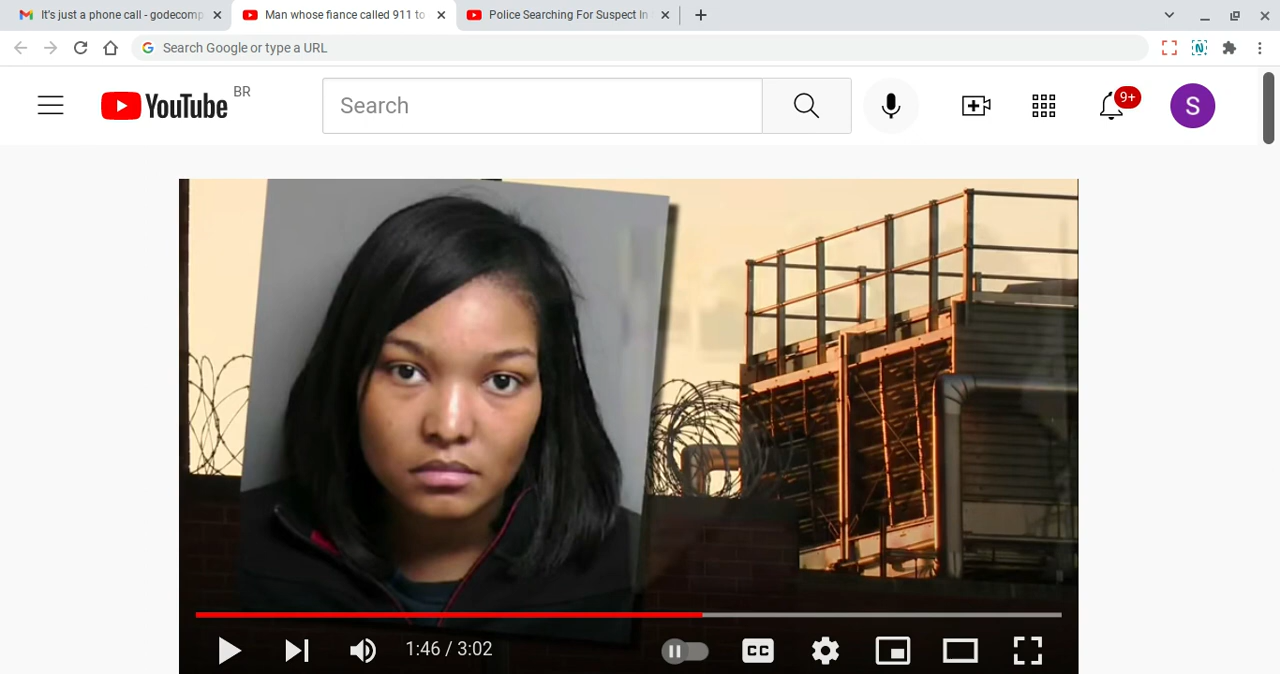 It's just a phone call - godecomp
Man whose fiance called 911 to
Police Searching For Suspect In
Search Google or type a URL
YouTube BR
Search
9+
S
1:46 / 3:02
CC